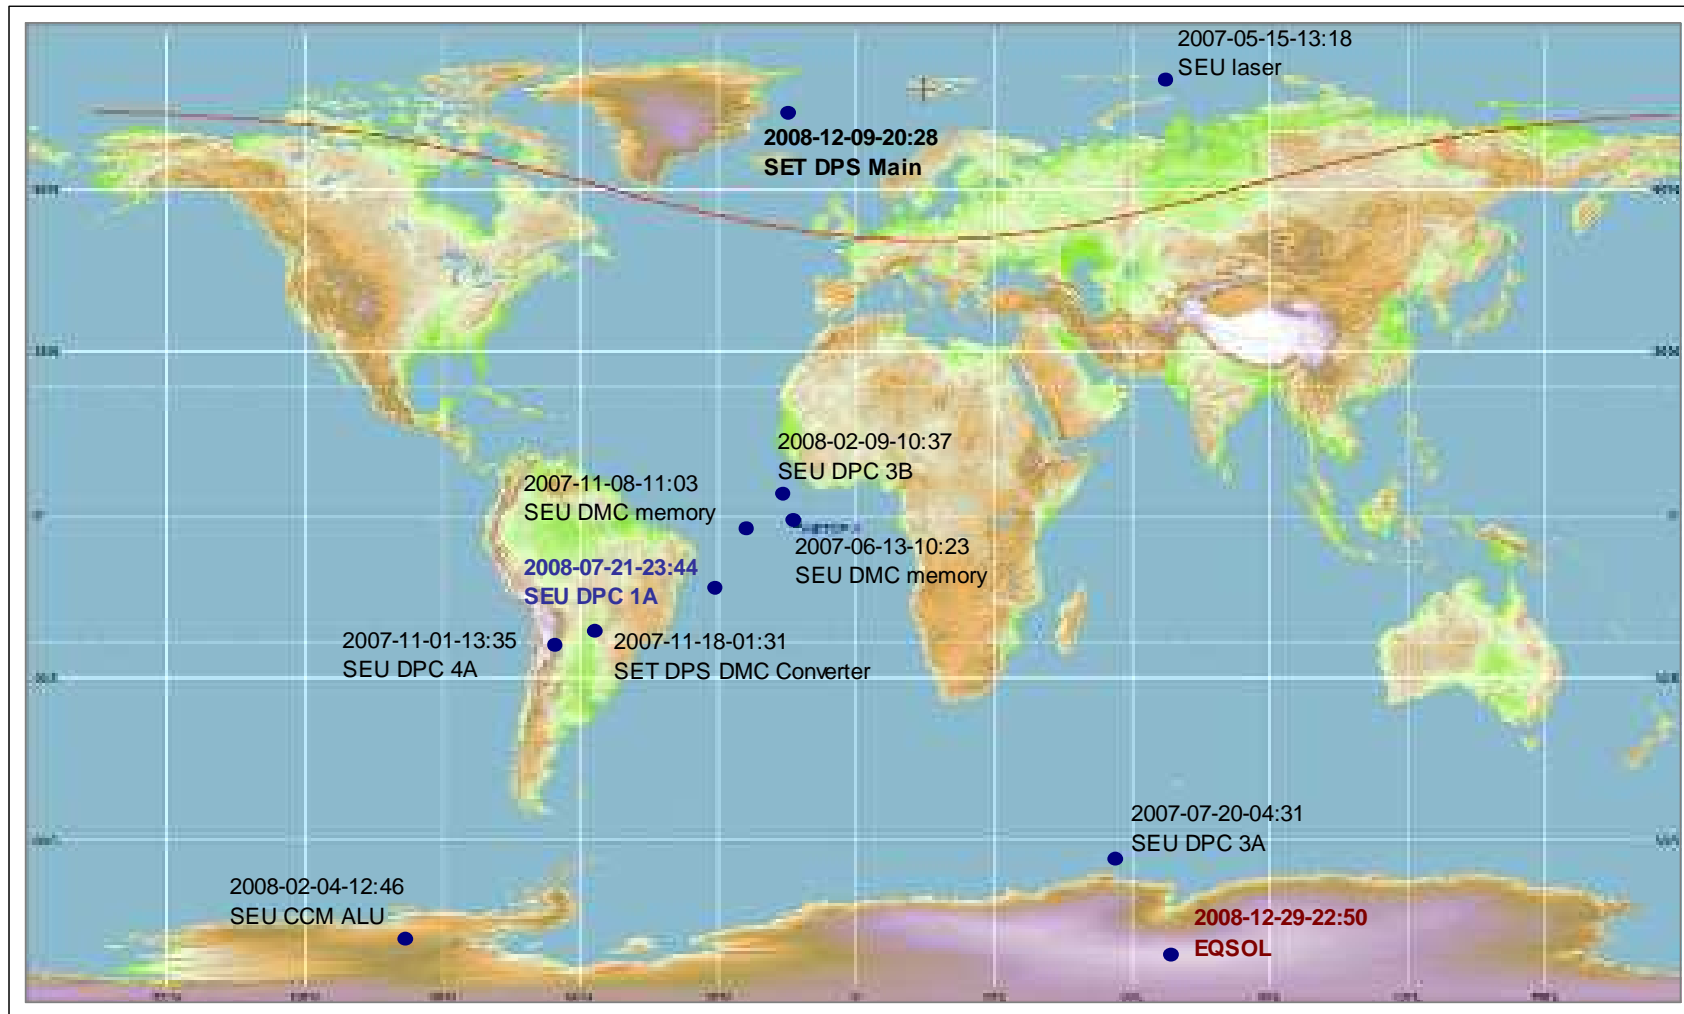 2007-05-15-13:18
SEU laser
2008-12-09-20:28
SET DPS Main
2008-02-09-10:37
SEU DPC 3B
2007-11-08-11:03
SEU DMC memory
2007-06-13-10:23
SEU DMC memory
2008-07-21-23:44
SEU DPC 1A
2007-11-01-13:35
SEU DPC 4A
2007-11-18-01:31
SET DPS DMC Converter
2007-07-20-04:31
SEU DPC 3A
2008-02-04-12:46
SEU CCM ALU
2008-12-29-22:50
EQSOL